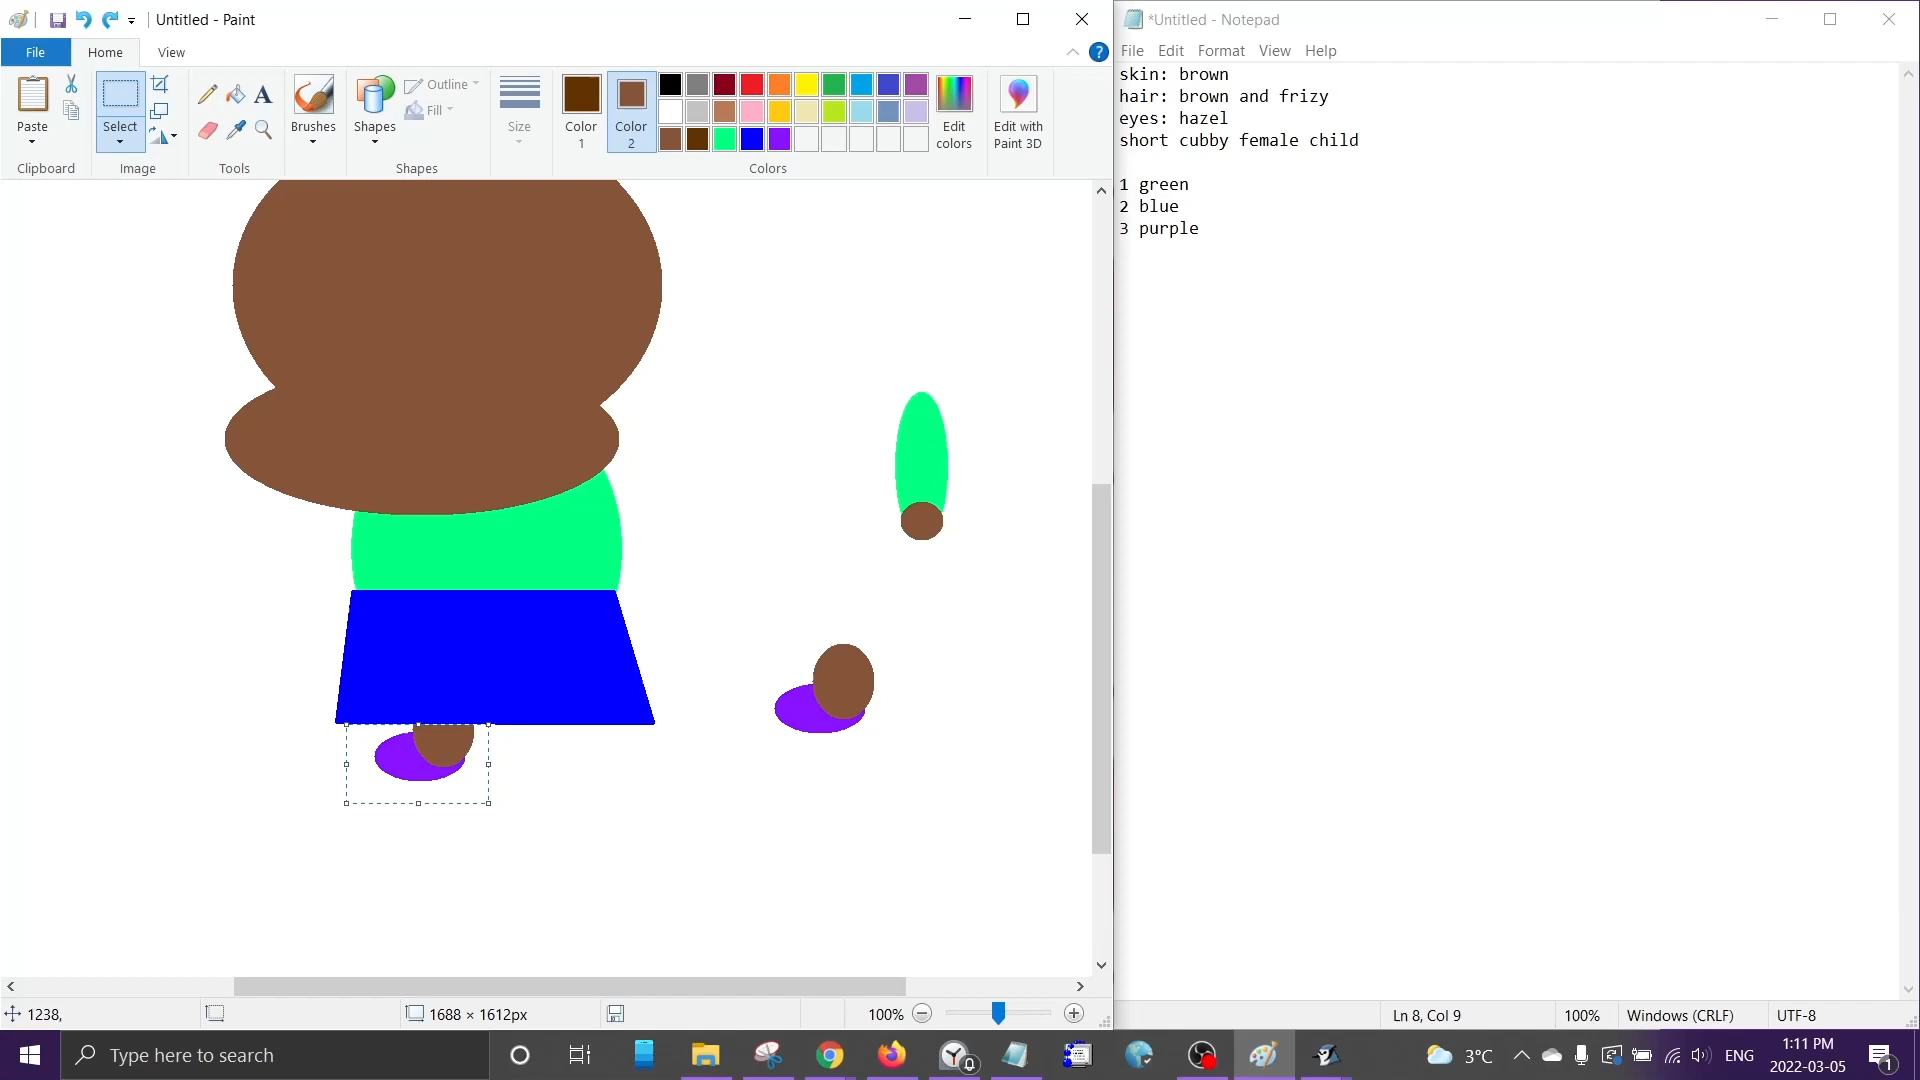 Untitled - Paint
File Home View
Paste
Select
Brushes
Shapes
Outline
Fill
Size
Color 1
Color 2
Edit colors
Edit with Paint 3D
Clipboard
Image
Tools
Shapes
Colors
1238,
1688 × 1612px
100%
*Untitled - Notepad
File Edit Format View Help
skin: brown
hair: brown and frizy
eyes: hazel
short cubby female child
1 green
2 blue
3 purple
Ln 8, Col 9
100%
Windows (CRLF)
UTF-8
Type here to search
3°C
ENG
1:11 PM
2022-03-05
1